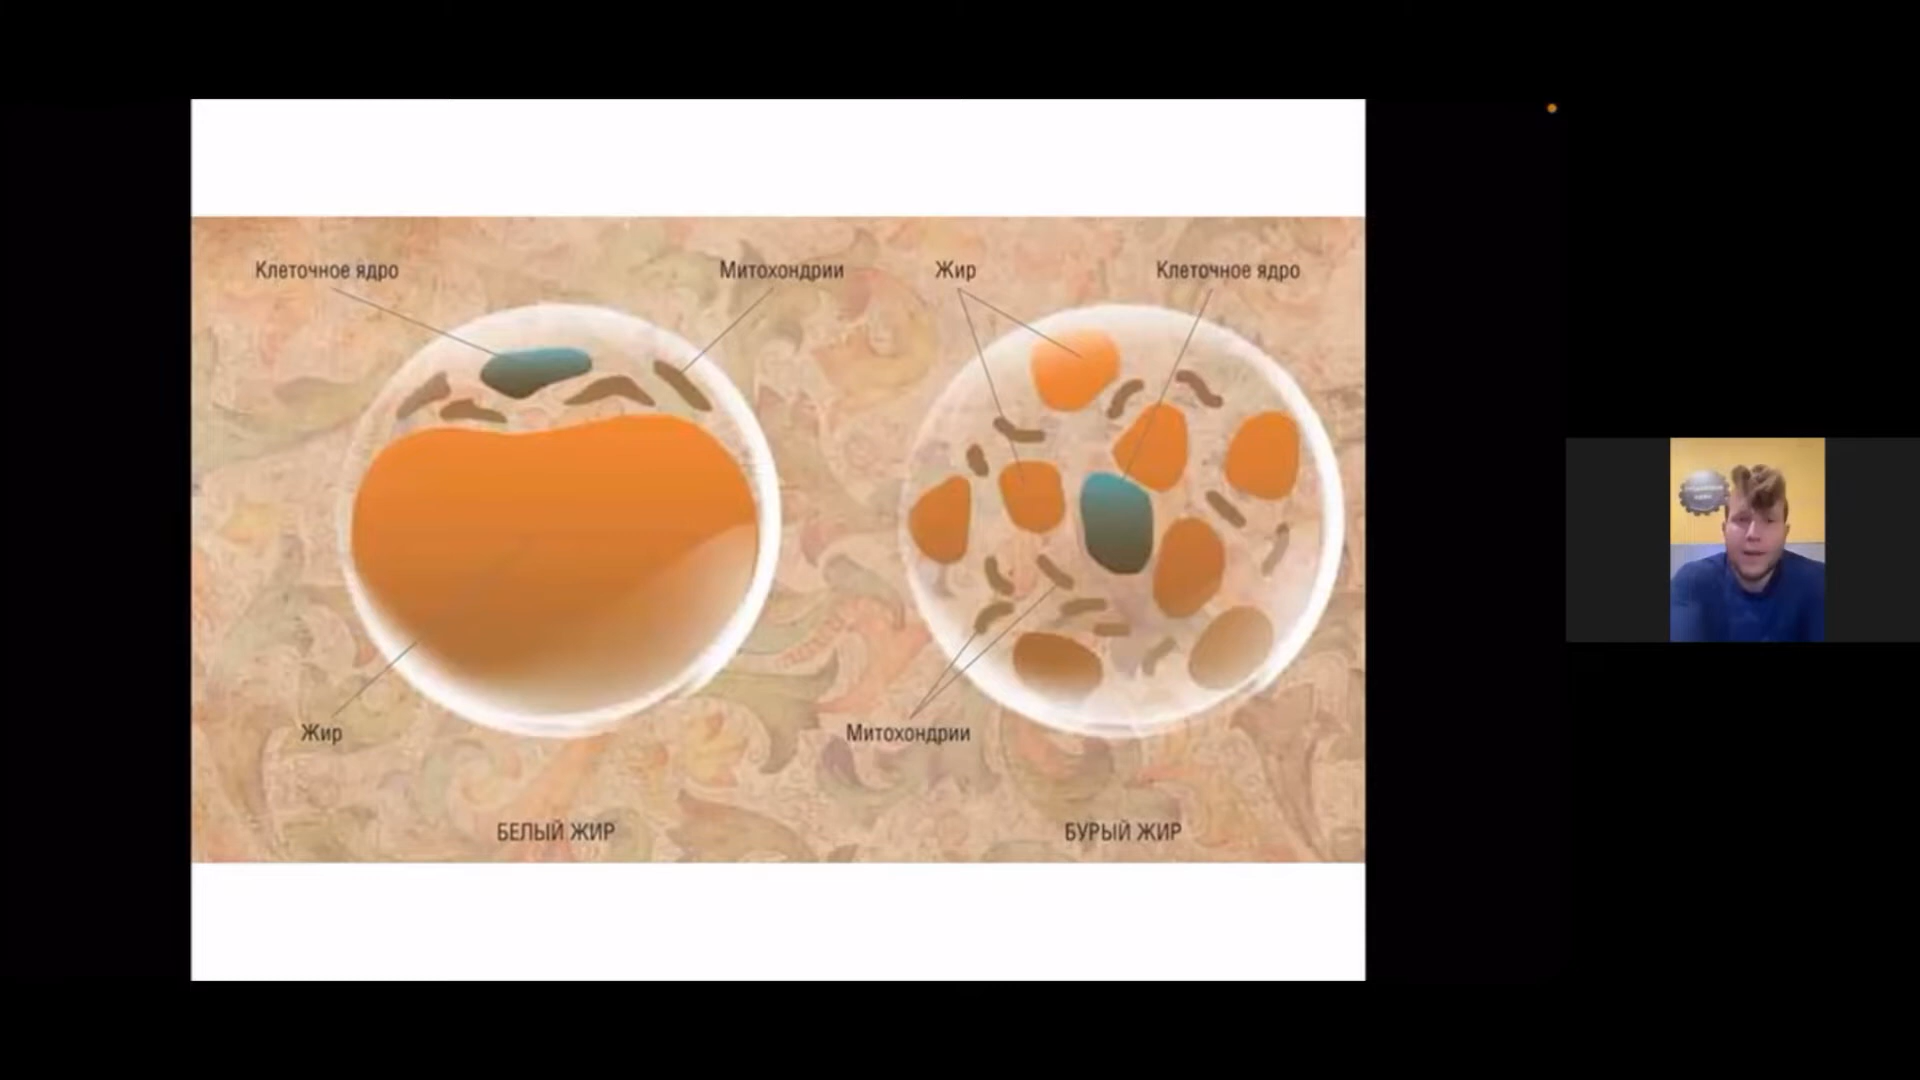 Клеточное ядро
Митохондрии
Жир
Клеточное ядро
Жир
Митохондрии
БЕЛЫЙ ЖИР
БУРЫЙ ЖИР